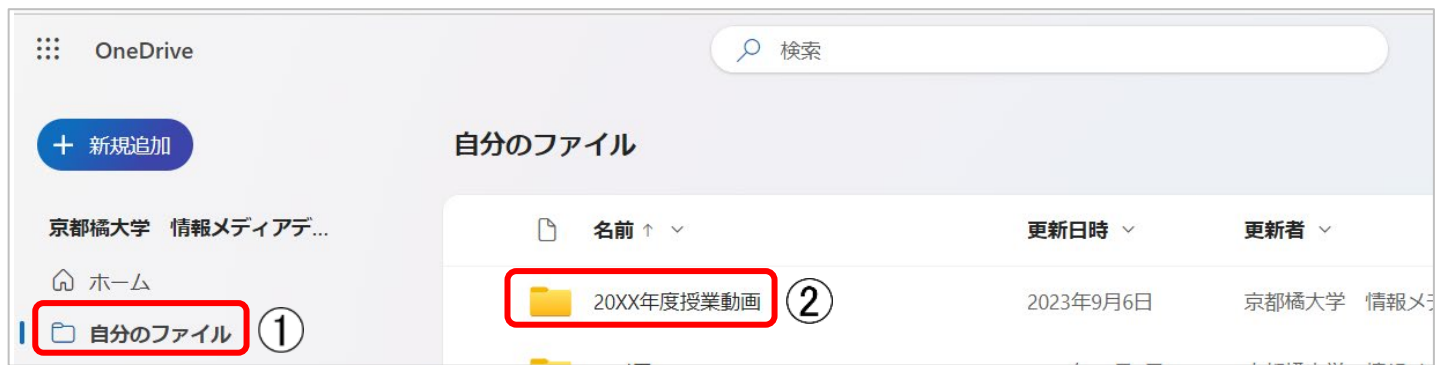 OneDrive
検索
新規追加
自分のファイル
京都橘大学　情報メディアデ...
名前 ↑
更新日時
更新者
ホーム
自分のファイル
①
20XX年度授業動画
②
2023年9月6日
京都橘大学　情報メ